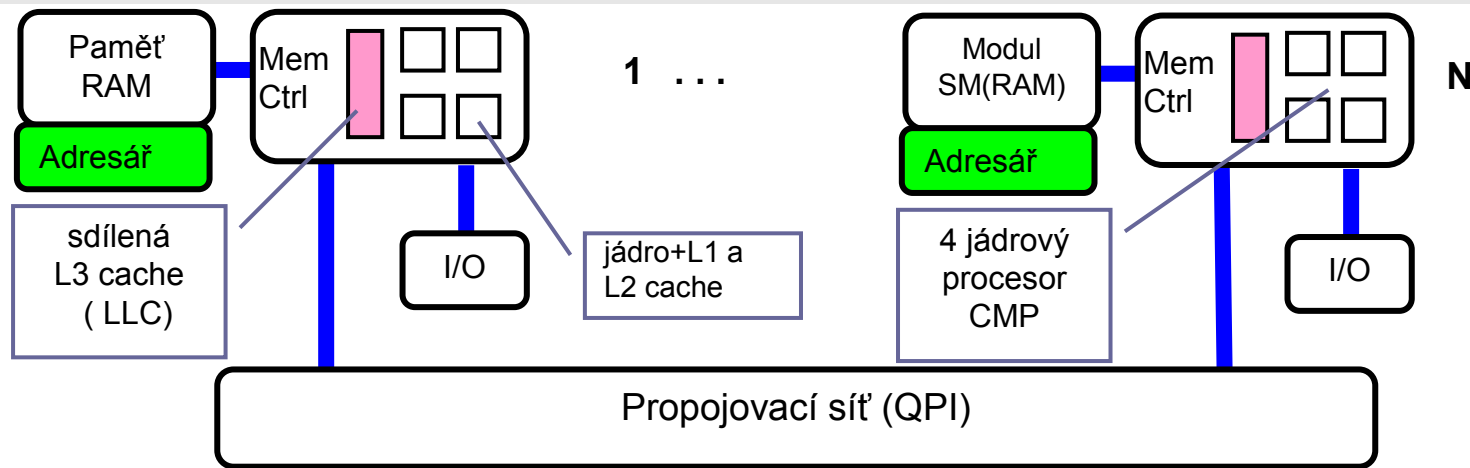 Paměť
RAM
Adresář
Mem
Ctrl
1 . . .
Modul
SM(RAM)
Adresář
Mem
Ctrl
N
sdílená
L3 cache
( LLC)
I/O
jádro+L1 a
L2 cache
4 jádrový
procesor
CMP
I/O
Propojovací síť (QPI)